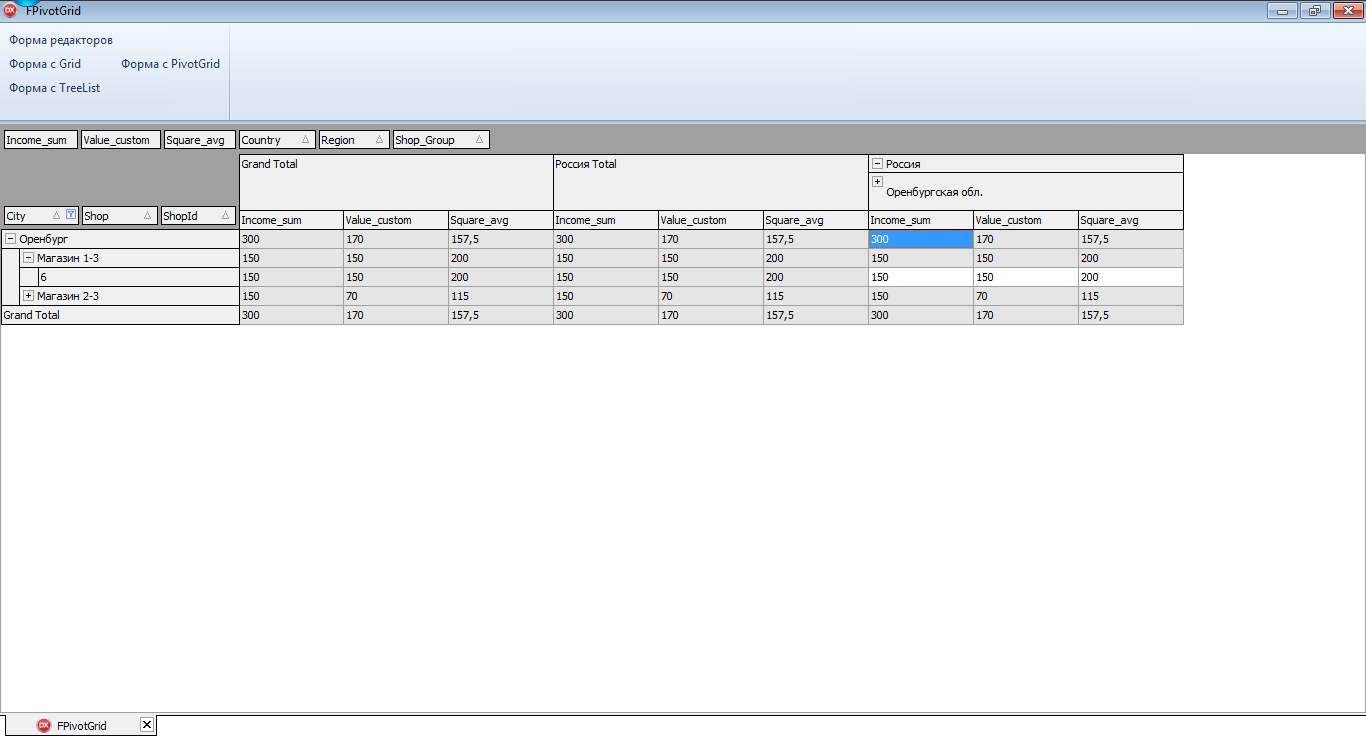 FPivotGrid
Форма редакторов
Форма с Grid Форма с PivotGrid
Форма с TreeList
Income_sum Value_custom Square_avg Country Region Shop_Group
Grand Total Россия Total Россия
Оренбургская обл.
City Shop ShopId Income_sum Value_custom Square_avg Income_sum Value_custom Square_avg Income_sum Value_custom Square_avg
Оренбург 300 170 157,5 300 170 157,5 300 170 157,5
Магазин 1-3 150 150 200 150 150 200 150 150 200
6 150 150 200 150 150 200 150 150 200
Магазин 2-3 150 70 115 150 70 115 150 70 115
Grand Total 300 170 157,5 300 170 157,5 300 170 157,5
DX FPivotGrid